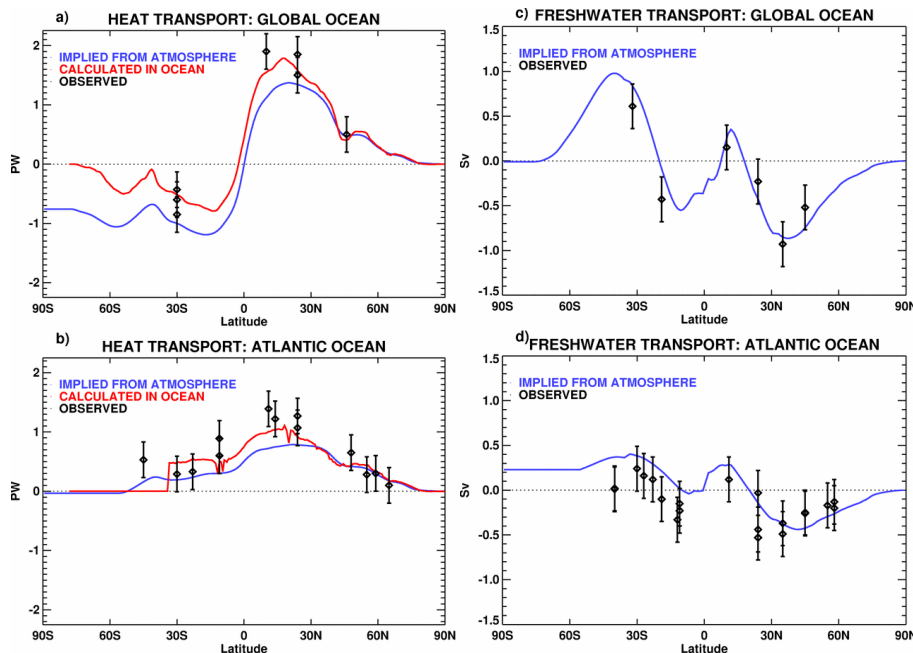 a) HEAT TRANSPORT: GLOBAL OCEAN
IMPLIED FROM ATMOSPHERE
CALCULATED IN OCEAN
OBSERVED
PW
2
1
0
-1
-2
90S 60S 30S 0 30N 60N 90N
Latitude
c) FRESHWATER TRANSPORT: GLOBAL OCEAN
IMPLIED FROM ATMOSPHERE
OBSERVED
Sv
1.5
1.0
0.5
0.0
-0.5
-1.0
-1.5
90S 60S 30S 0 30N 60N 90N
Latitude
b) HEAT TRANSPORT: ATLANTIC OCEAN
IMPLIED FROM ATMOSPHERE
CALCULATED IN OCEAN
OBSERVED
PW
2
1
0
-1
-2
90S 60S 30S 0 30N 60N 90N
Latitude
d) FRESHWATER TRANSPORT: ATLANTIC OCEAN
IMPLIED FROM ATMOSPHERE
OBSERVED
Sv
1.5
1.0
0.5
0.0
-0.5
-1.0
-1.5
90S 60S 30S 0 30N 60N 90N
Latitude